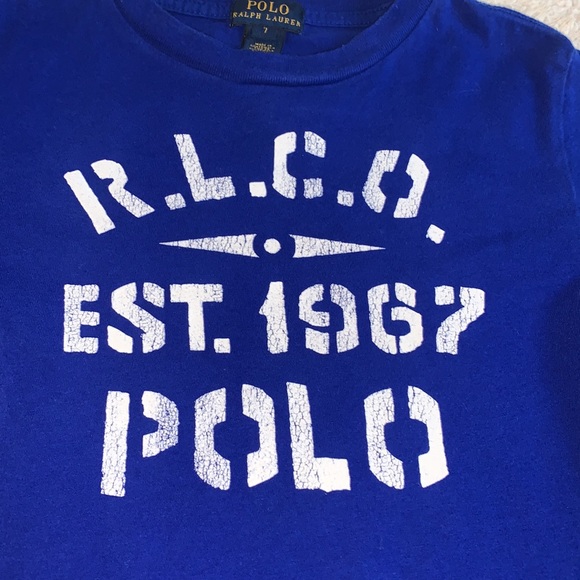 POLO
RALPH LAUREN
7
R.L.C.O.
EST. 1967
POLO